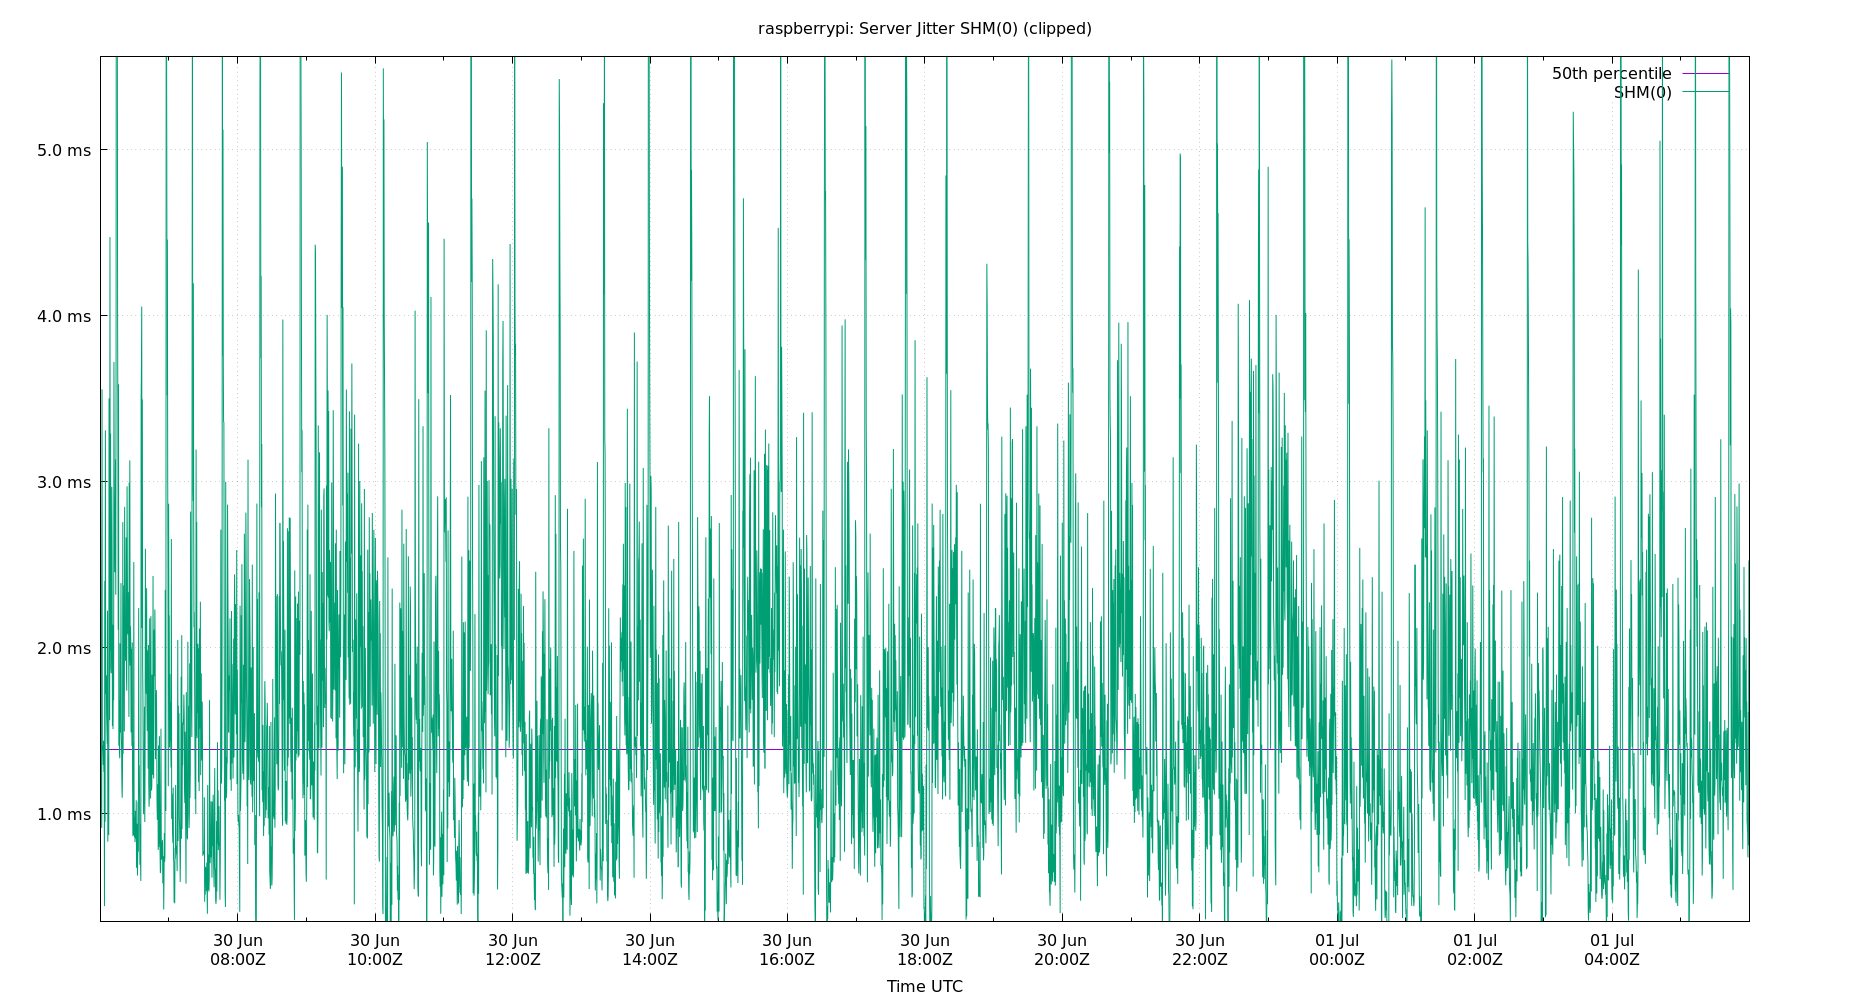 raspberrypi: Server Jitter SHM(0) (clipped)
50th percentile
SHM(0)
5.0 ms
4.0 ms
3.0 ms
2.0 ms
1.0 ms
30 Jun 30 Jun 30 Jun 30 Jun 30 Jun 30 Jun 30 Jun 30 Jun 01 Jul 01 Jul 01 Jul
08:00Z 10:00Z 12:00Z 14:00Z 16:00Z 18:00Z 20:00Z 22:00Z 00:00Z 02:00Z 04:00Z
Time UTC